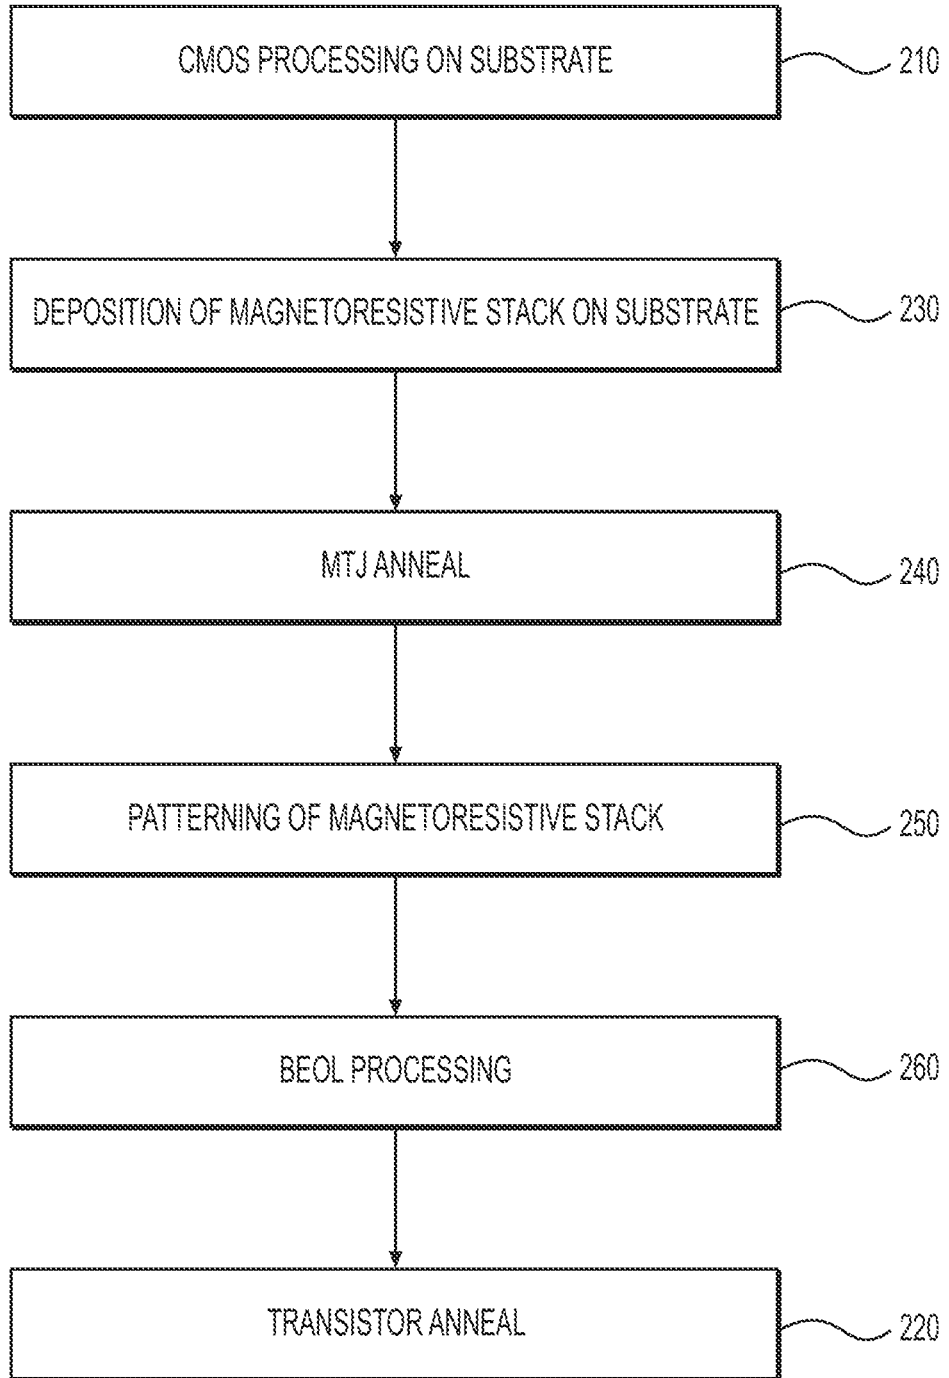 CMOS PROCESSING ON SUBSTRATE
210
DEPOSITION OF MAGNETORESISTIVE STACK ON SUBSTRATE
230
MTJ ANNEAL
240
PATTERNING OF MAGNETORESISTIVE STACK
250
BEOL PROCESSING
260
TRANSISTOR ANNEAL
220